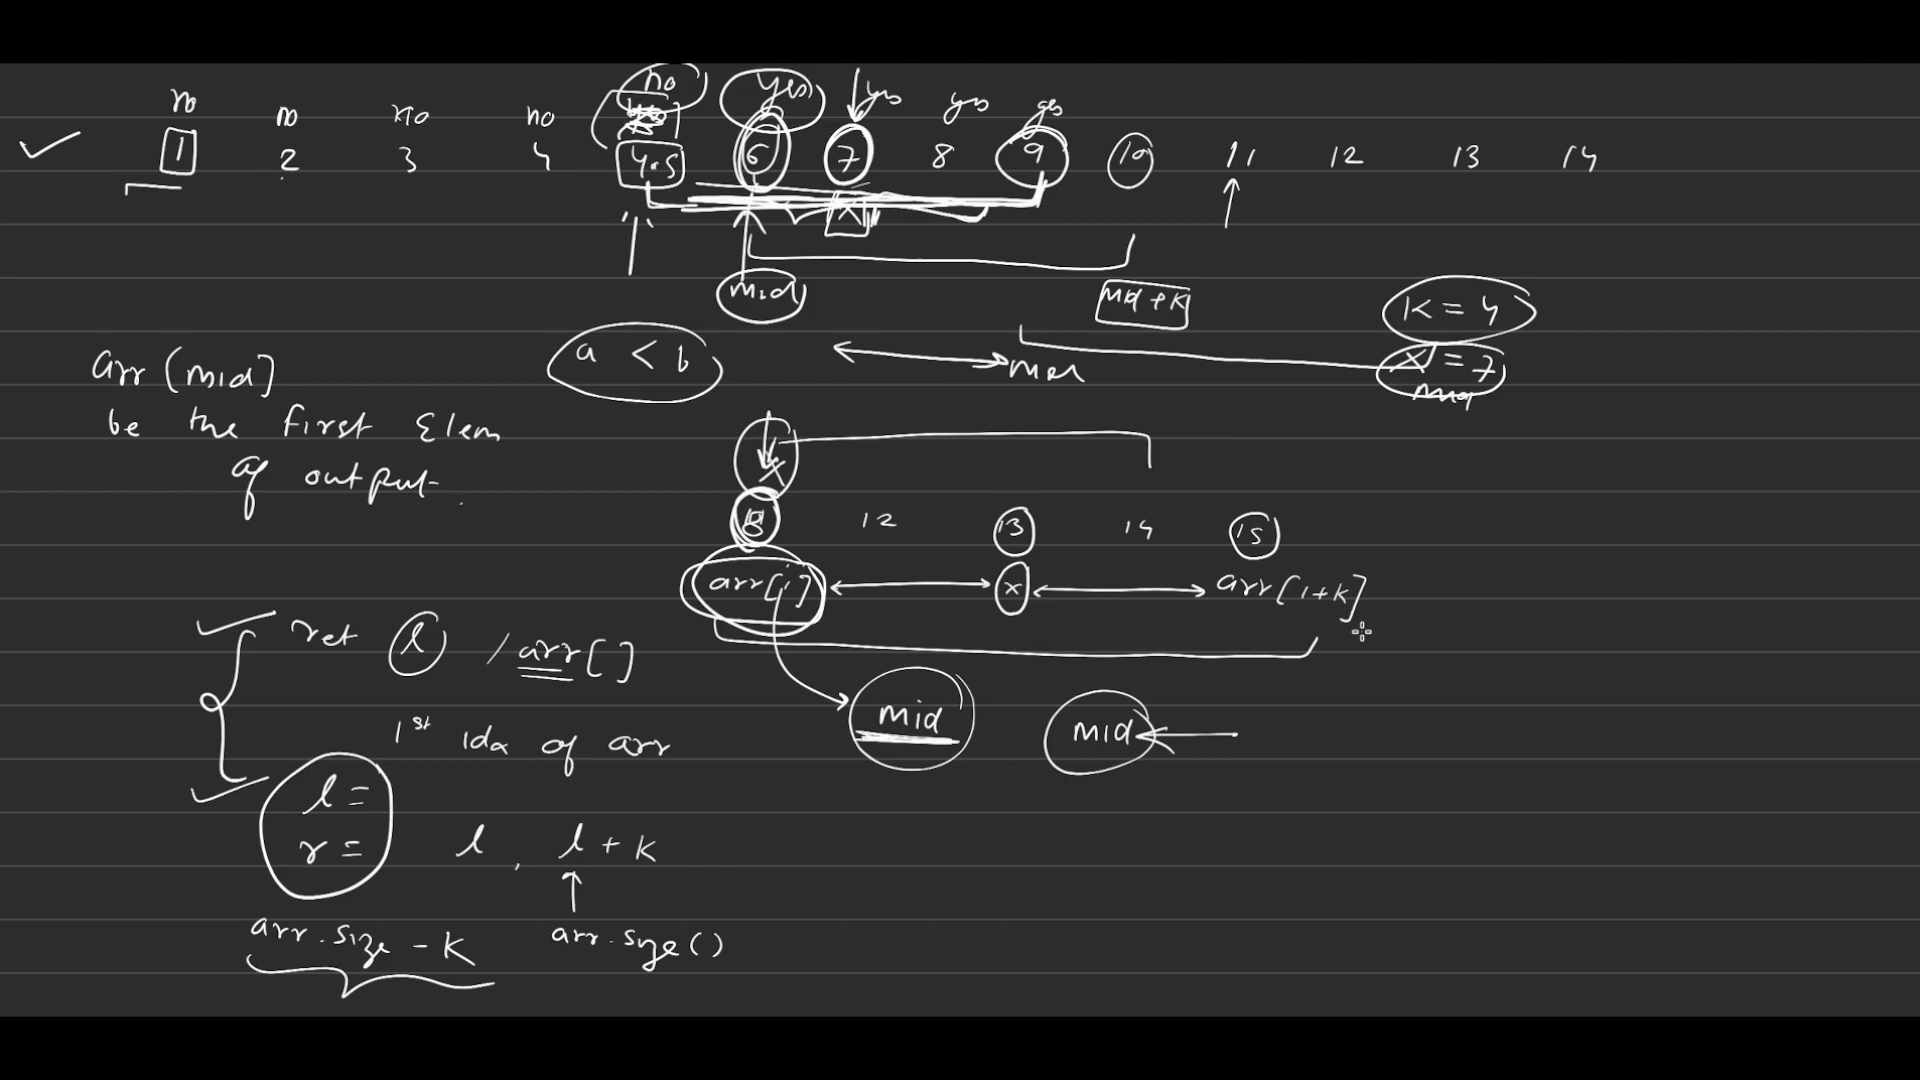 no no no no no yes yes yes yes
1 2 3 4 4.5 6 7 8 9 10 11 12 13 14
x
mid mid + k k = 4
a < b x = 7
arr (mid]
be the first Elem
of output.
x
12 13 14 15
arr[i] x arr[i+k]
ret l / arr[]
mid mid
1st idx of arr
l =
r = l , l + k
arr.size - k arr.size()